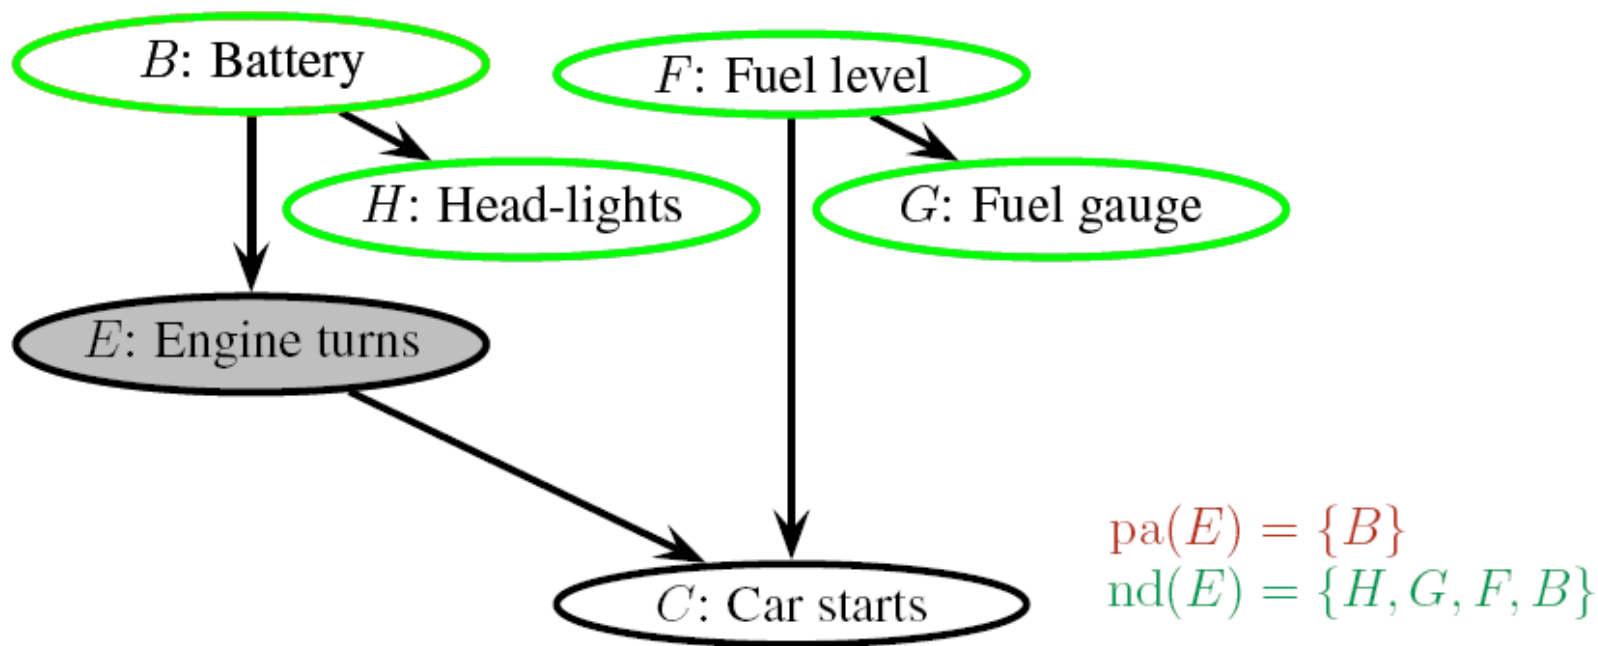 B: Battery
F: Fuel level
H: Head-lights
G: Fuel gauge
E: Engine turns
pa(E) = {B}
nd(E) = {H, G, F, B}
C: Car starts